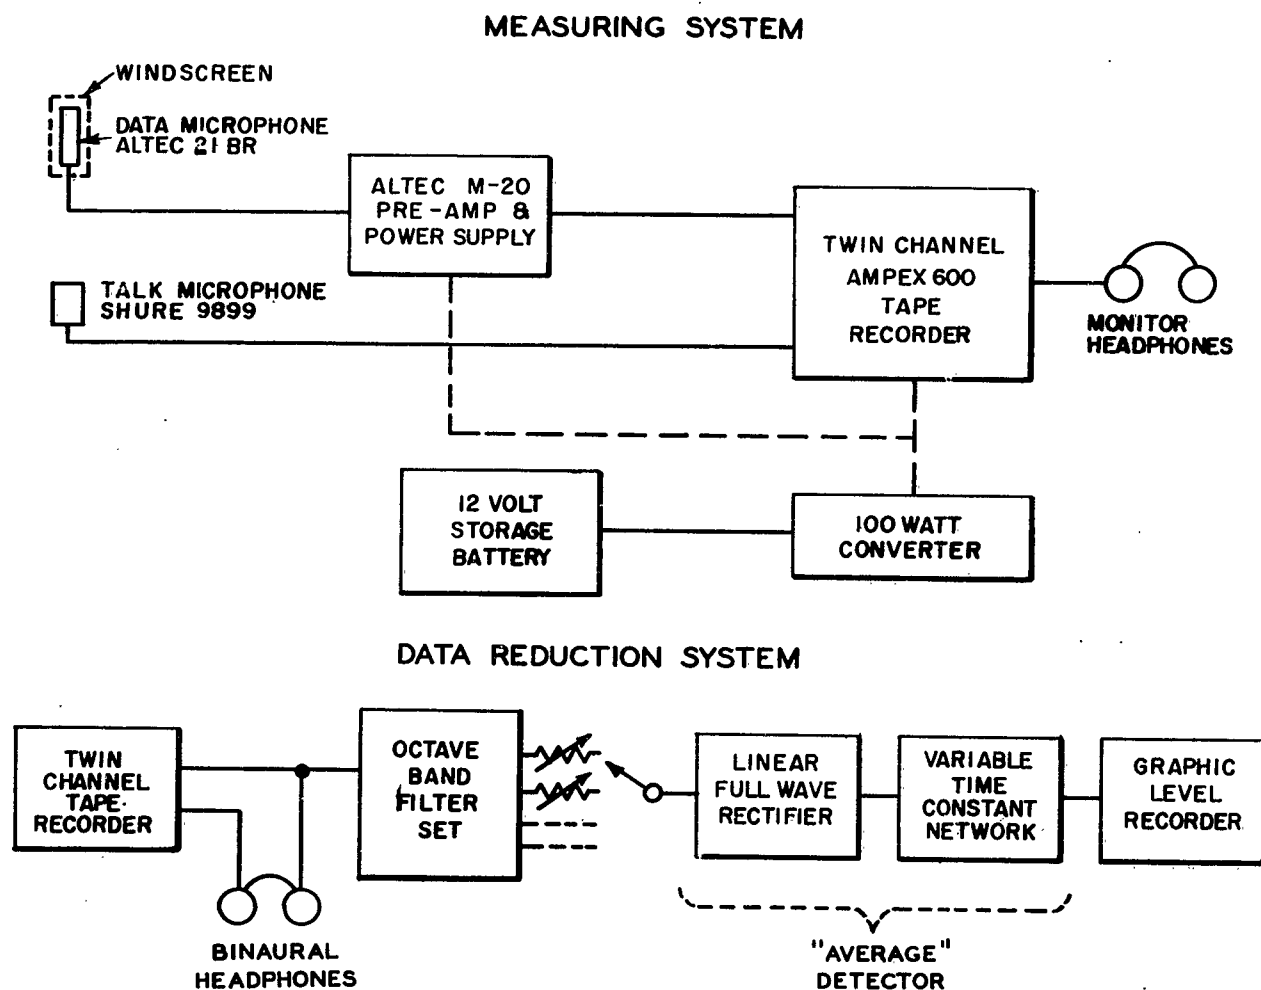 MEASURING SYSTEM
WINDSCREEN
DATA MICROPHONE
ALTEC 21 BR
ALTEC M-20
PRE-AMP &
POWER SUPPLY
TWIN CHANNEL
AMPEX 600
TAPE
RECORDER
TALK MICROPHONE
SHURE 9899
MONITOR
HEADPHONES
12 VOLT
STORAGE
BATTERY
100 WATT
CONVERTER
DATA REDUCTION SYSTEM
TWIN
CHANNEL
TAPE
RECORDER
OCTAVE
BAND
FILTER
SET
LINEAR
FULL WAVE
RECTIFIER
VARIABLE
TIME
CONSTANT
NETWORK
GRAPHIC
LEVEL
RECORDER
BINAURAL
HEADPHONES
"AVERAGE"
DETECTOR